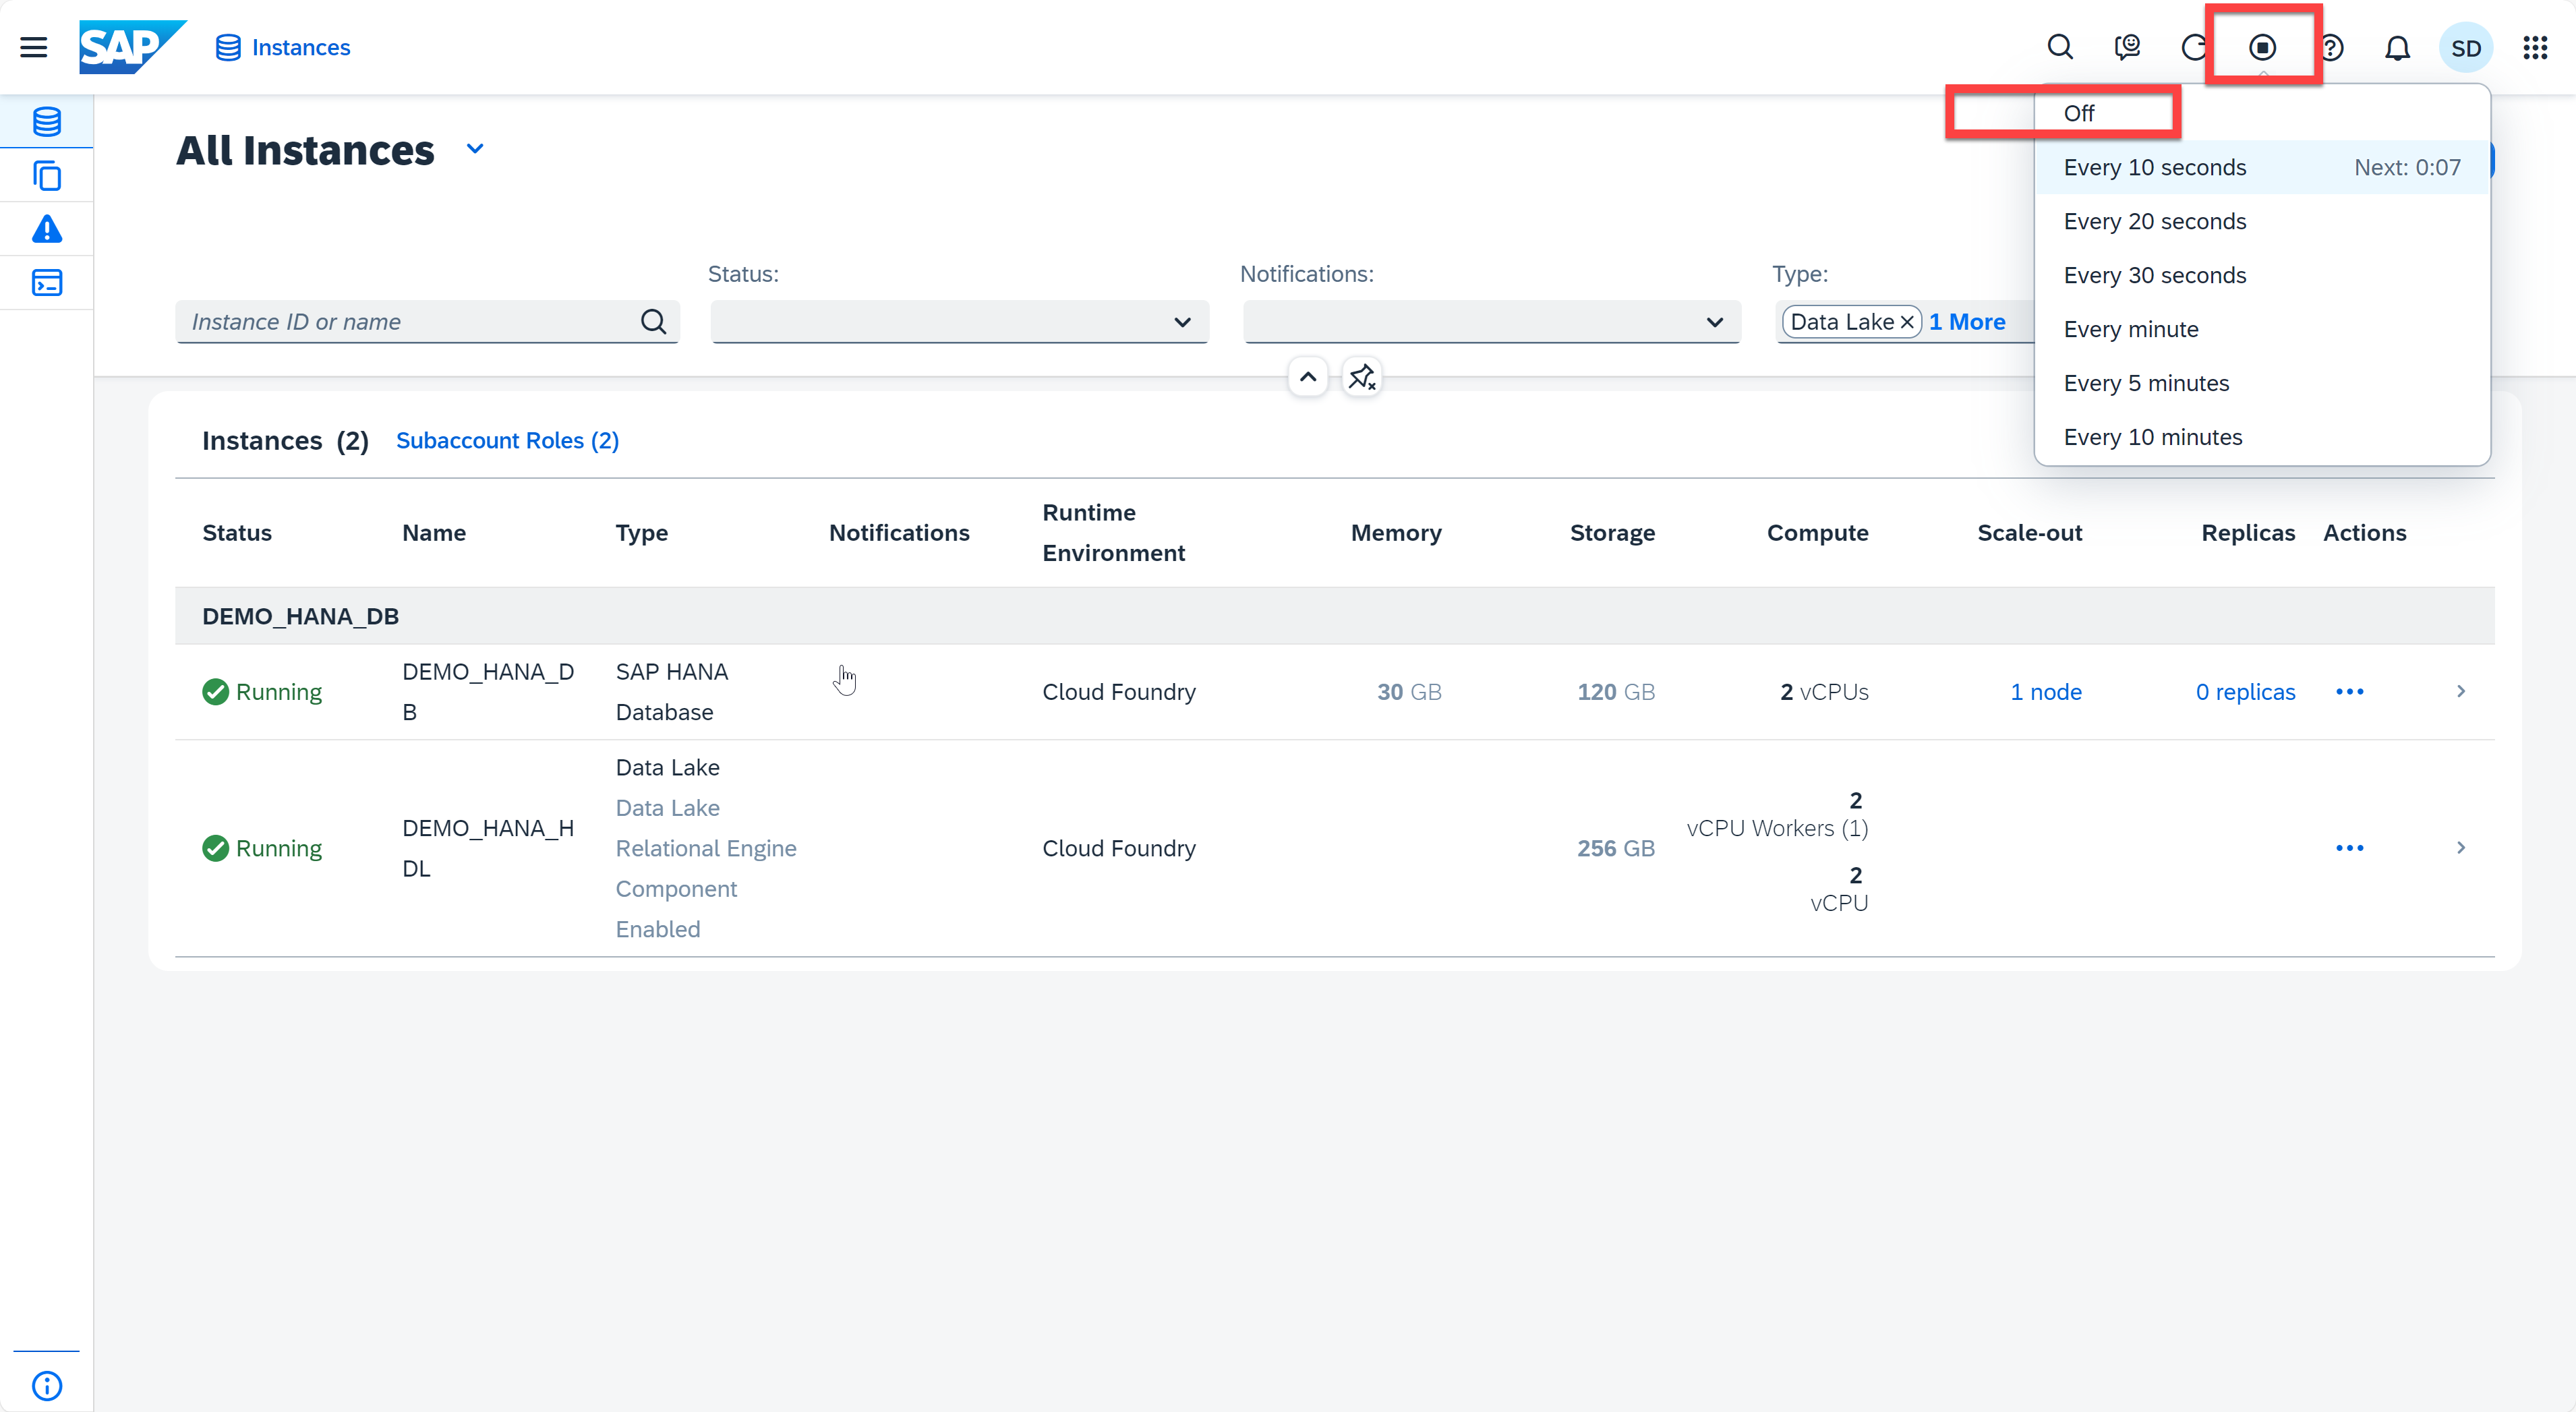 SAP
Instances
?
SD
All Instances
Off
Every 10 seconds Next: 0:07
Every 20 seconds
Every 30 seconds
Every minute
Every 5 minutes
Every 10 minutes
Status: Notifications: Type:
Instance ID or name
Data Lake 1 More
Instances (2) Subaccount Roles (2)
Status Name Type Notifications Runtime Environment Memory Storage Compute Scale-out Replicas Actions
DEMO_HANA_DB
Running
DEMO_HANA_D
B
SAP HANA
Database
Cloud Foundry
30 GB
120 GB
2 vCPUs
1 node
0 replicas
Running
DEMO_HANA_H
DL
Data Lake
Data Lake
Relational Engine
Component
Enabled
Cloud Foundry
256 GB
2
vCPU Workers (1)
2
vCPU